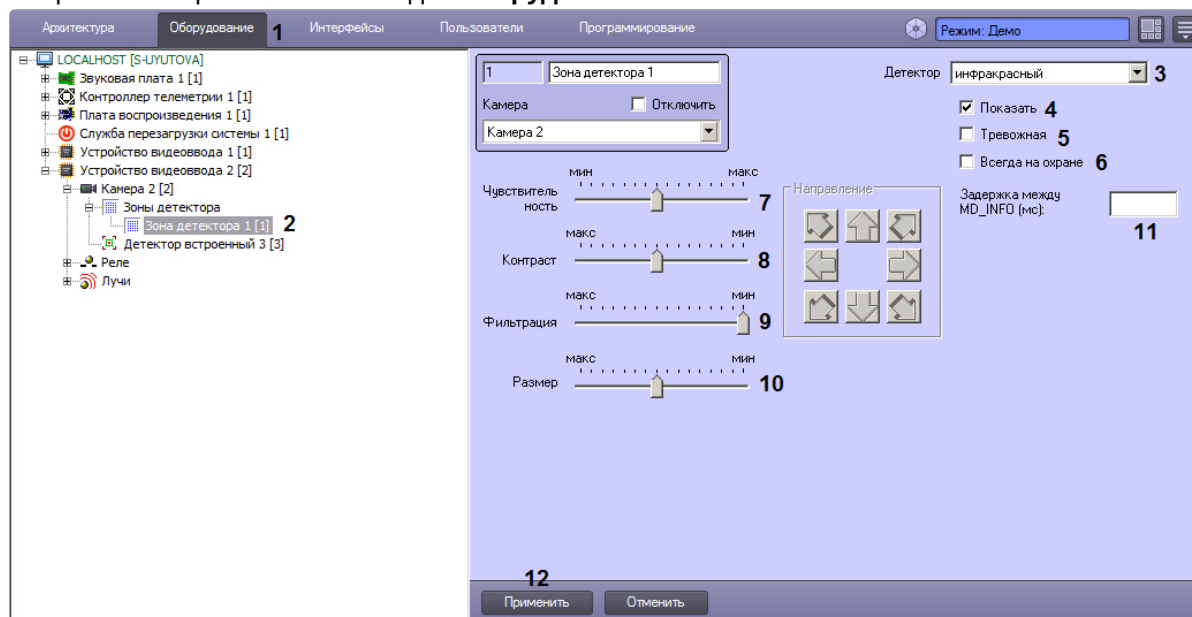 Архитектура Оборудование 1 Интерфейсы Пользователи Программирование Режим: Демо
LOCALHOST [S-UYUTOVA]
Звуковая плата 1 [1]
Контроллер телеметрии 1 [1]
Плата воспроизведения 1 [1]
Служба перезагрузки системы 1 [1]
Устройство видеоввода 1 [1]
Устройство видеоввода 2 [2]
Камера 2 [2]
Зоны детектора
Зона детектора 1 [1] 2
Детектор встроенный 3 [3]
Реле
Лучи
1 Зона детектора 1
Камера Отключить
Камера 2
Детектор инфракрасный 3
Показать 4
Тревожная 5
Всегда на охране 6
мин макс
Чувствитель
ность 7
макс мин
Контраст 8
макс мин
Фильтрация 9
макс мин
Размер 10
Направление
Задержка между
MD_INFO (мс):
11
12
Применить Отменить